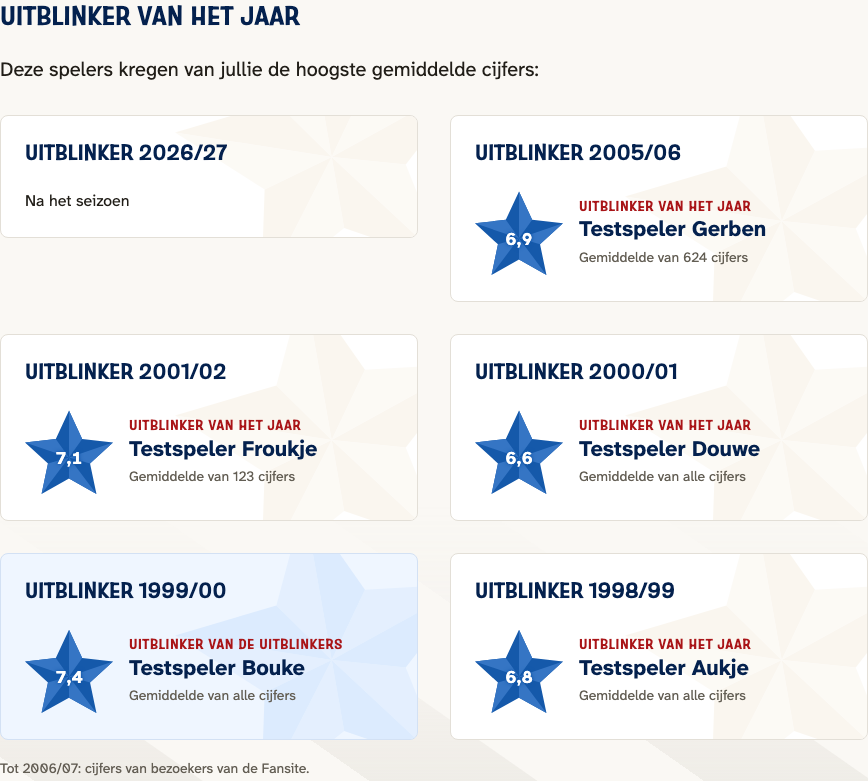 UITBLINKER VAN HET JAAR
Deze spelers kregen van jullie de hoogste gemiddelde cijfers:
UITBLINKER 2026/27
Na het seizoen
UITBLINKER 2005/06
6,9
UITBLINKER VAN HET JAAR
Testspeler Gerben
Gemiddelde van 624 cijfers
UITBLINKER 2001/02
7,1
UITBLINKER VAN HET JAAR
Testspeler Froukje
Gemiddelde van 123 cijfers
UITBLINKER 2000/01
6,6
UITBLINKER VAN HET JAAR
Testspeler Douwe
Gemiddelde van alle cijfers
UITBLINKER 1999/00
7,4
UITBLINKER VAN DE UITBLINKERS
Testspeler Bouke
Gemiddelde van alle cijfers
UITBLINKER 1998/99
6,8
UITBLINKER VAN HET JAAR
Testspeler Aukje
Gemiddelde van alle cijfers
Tot 2006/07: cijfers van bezoekers van de Fansite.